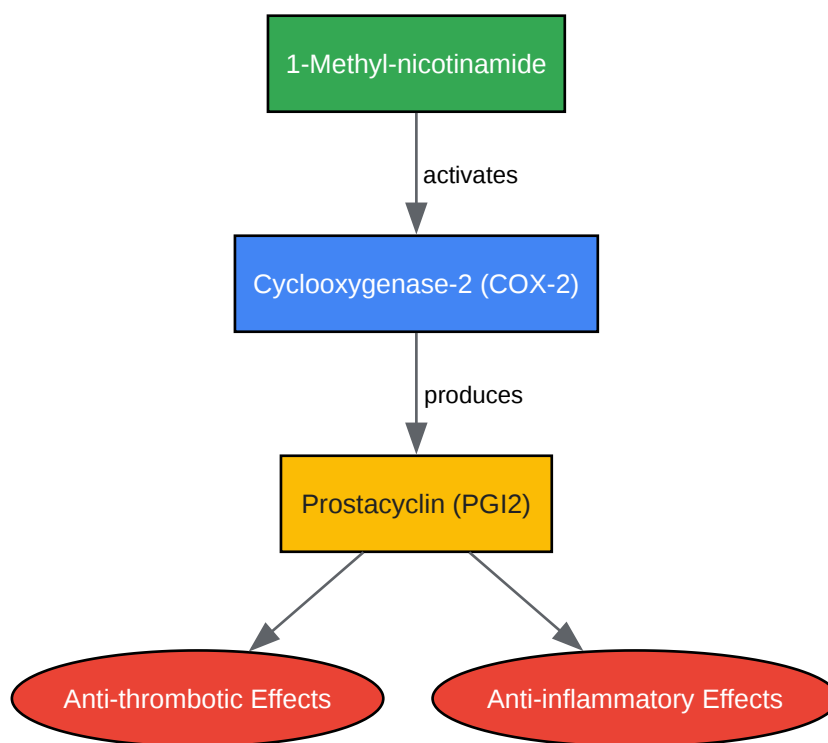 1-Methyl-nicotinamide
activates
Cyclooxygenase-2 (COX-2)
produces
Prostacyclin (PGI2)
Anti-thrombotic Effects
Anti-inflammatory Effects